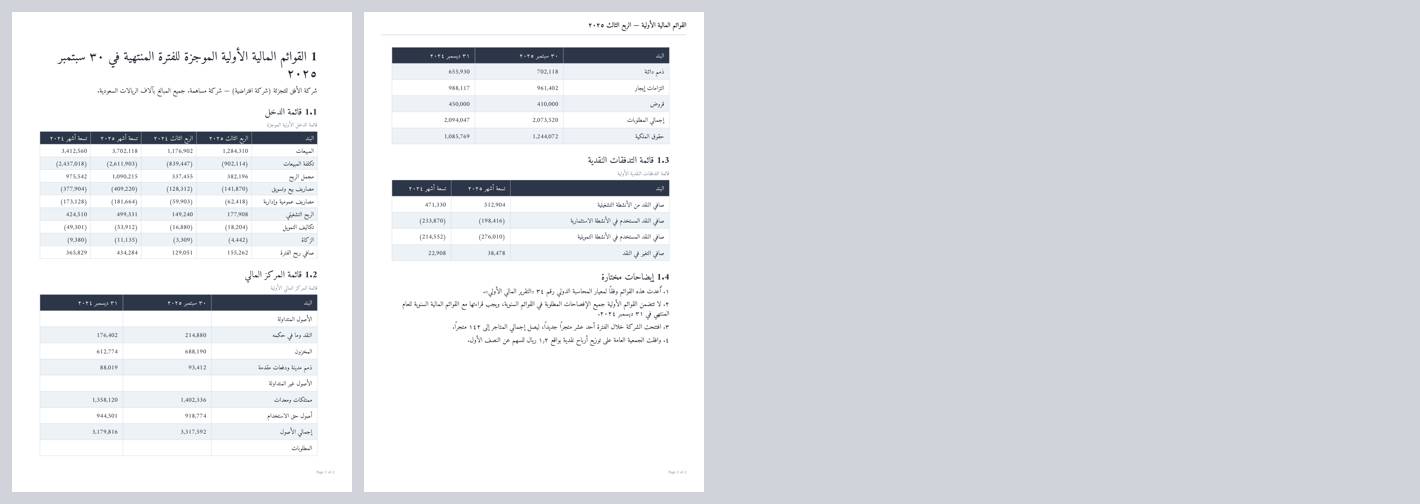 1 القوائم المالية الأولية الموجزة للفترة المنتهية في ٣٠ سبتمبر
٢٠٢٥
شركة الأفق للتجزئة (شركة افتراضية) — شركة مساهمة. جميع المبالغ بآلاف الريالات السعودية.
1.1 قائمة الدخل
قائمة الدخل الأولية الموجزة
البند الربع الثالث ٢٠٢٥ الربع الثالث ٢٠٢٤ تسعة أشهر ٢٠٢٥ تسعة أشهر ٢٠٢٤
المبيعات 1,284,310 1,176,902 3,702,118 3,412,560
تكلفة المبيعات (902,114) (839,447) (2,611,903) (2,437,018)
مجمل الربح 382,196 337,455 1,090,215 975,542
مصاريف بيع وتسويق (141,870) (128,312) (409,220) (377,904)
مصاريف عمومية وإدارية (62,418) (59,903) (181,664) (173,128)
الربح التشغيلي 177,908 149,240 499,331 424,510
تكاليف التمويل (18,204) (16,880) (53,912) (49,301)
الزكاة (4,442) (3,309) (11,135) (9,380)
صافي ربح الفترة 155,262 129,051 434,284 365,829
1.2 قائمة المركز المالي
قائمة المركز المالي الأولية
البند ٣٠ سبتمبر ٢٠٢٥ ٣١ ديسمبر ٢٠٢٤
الأصول المتداولة
النقد وما في حكمه 214,880 176,402
المخزون 688,190 612,774
ذمم مدينة ودفعات مقدمة 93,412 88,019
الأصول غير المتداولة
ممتلكات ومعدات 1,402,336 1,358,120
أصول حق الاستخدام 918,774 944,501
إجمالي الأصول 3,317,592 3,179,816
المطلوبات
القوائم المالية الأولية — الربع الثالث ٢٠٢٥
البند ٣٠ سبتمبر ٢٠٢٥ ٣١ ديسمبر ٢٠٢٤
ذمم دائنة 702,118 655,930
التزامات إيجار 961,402 988,117
قروض 410,000 450,000
إجمالي المطلوبات 2,073,520 2,094,047
حقوق الملكية 1,244,072 1,085,769
1.3 قائمة التدفقات النقدية
قائمة التدفقات النقدية الأولية
البند تسعة أشهر ٢٠٢٥ تسعة أشهر ٢٠٢٤
صافي النقد من الأنشطة التشغيلية 512,904 471,330
صافي النقد المستخدم في الأنشطة الاستثمارية (198,416) (233,870)
صافي النقد المستخدم في الأنشطة التمويلية (276,010) (214,552)
صافي التغير في النقد 38,478 22,908
1.4 إيضاحات مختارة
١. أُعدت هذه القوائم وفقًا لمعيار المحاسبة الدولي رقم ٣٤ «التقرير المالي الأولي».
٢. لا تتضمن القوائم الأولية جميع الإفصاحات المطلوبة في القوائم السنوية، ويجب قراءتها مع القوائم المالية السنوية للعام
المنتهي في ٣١ ديسمبر ٢٠٢٤.
٣. افتتحت الشركة خلال الفترة أحد عشر متجرًا جديدًا، ليصل إجمالي المتاجر إلى ١٤٢ متجرًا.
٤. وافقت الجمعية العامة على توزيع أرباح نقدية بواقع ١٫٢ ريال للسهم عن النصف الأول.